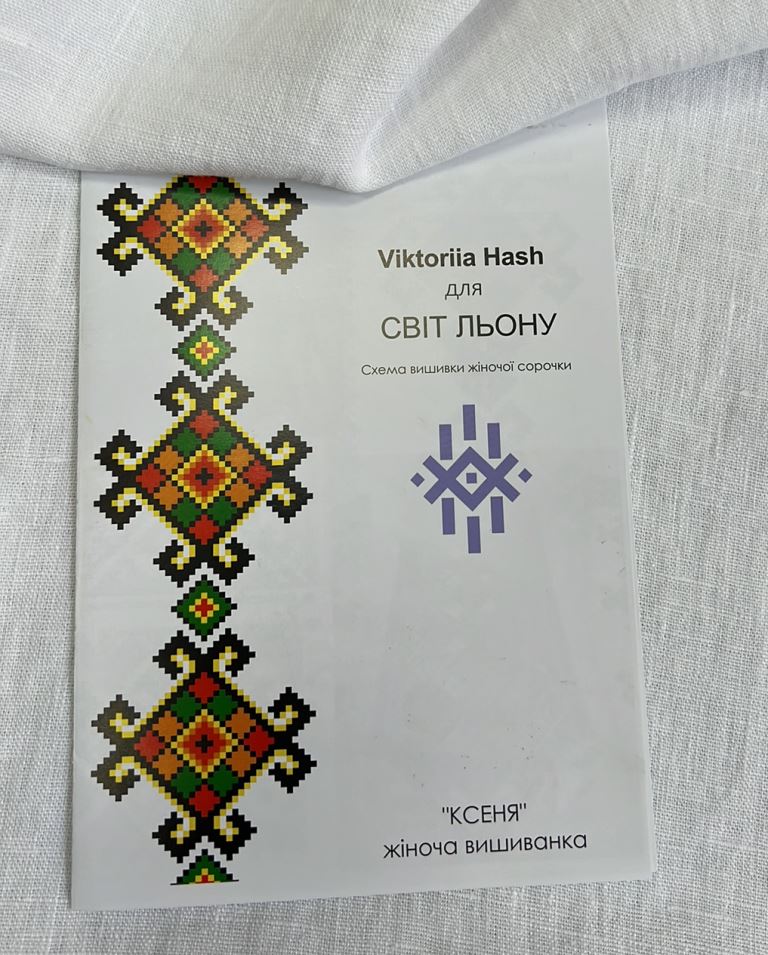 Viktoriia Hash
для
СВІТ ЛЬОНУ
Схема вишивки жіночої сорочки
"КСЕНЯ"
жіноча вишиванка